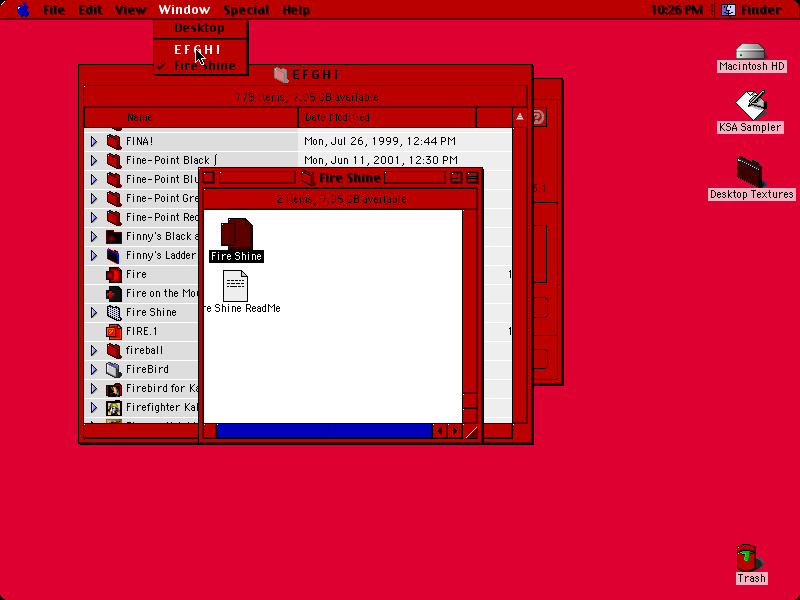 File Edit View Window Special Help 10:26 PM Finder
Desktop
E F G H I
✓ Fire Shine
E F G H I
778 items, 7.95 GB available
Name Date Modified
FINA! Mon, Jul 26, 1999, 12:44 PM
Fine-Point Black ∫ Mon, Jun 11, 2001, 12:30 PM
Fine-Point Blu
Fine-Point Gre
Fine-Point Red
Finny's Black a
Finny's Ladder
Fire
Fire on the Mou
Fire Shine
FIRE.1
fireball
FireBird
Firebird for Ka
Firefighter Kal
Fire Shine
2 items, 7.95 GB available
Fire Shine
re Shine ReadMe
Macintosh HD
KSA Sampler
Desktop Textures
Trash